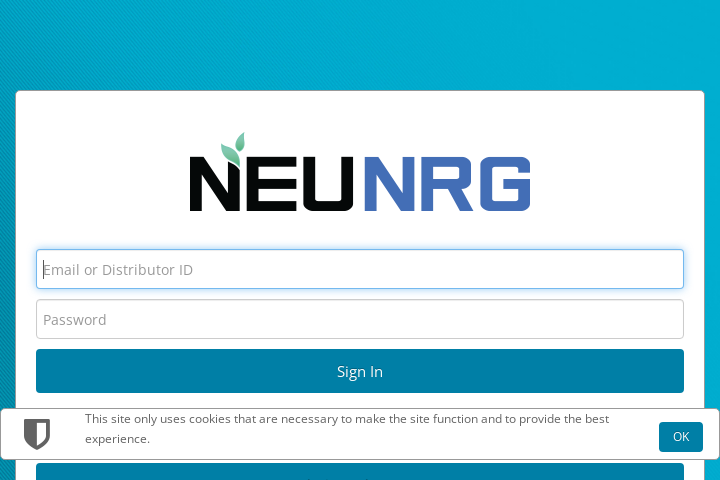 NEUNRG
Email or Distributor ID
Password
Sign In
This site only uses cookies that are necessary to make the site function and to provide the best
experience.
OK